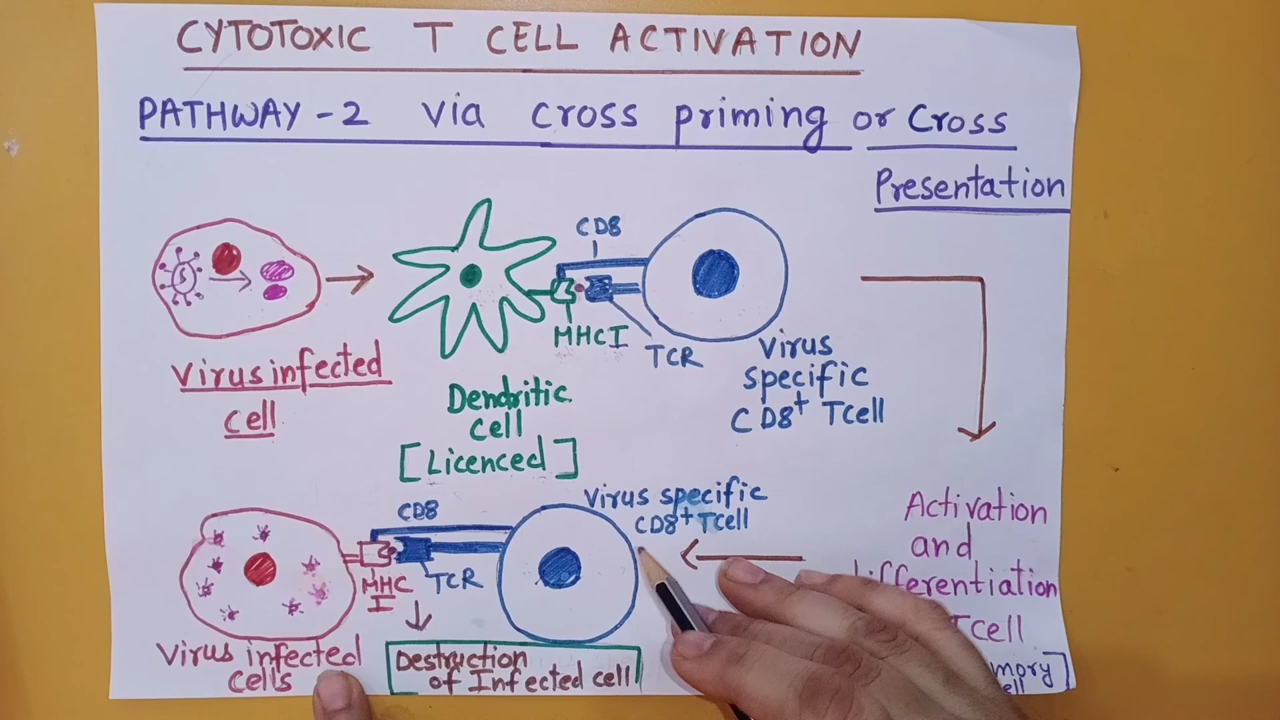 CYTOTOXIC T CELL ACTIVATION
PATHWAY-2 via cross priming or Cross
Presentation
CD8
MHC I
TCR
Virus infected
cell
Dendritic
cell
[Licenced]
Virus
specific
CD8+ Tcell
Activation
and
differentiation
Tcell
Virus specific
CD8+ Tcell
CD8
MHC
I
TCR
Virus infected
cells
Destruction
of Infected cell